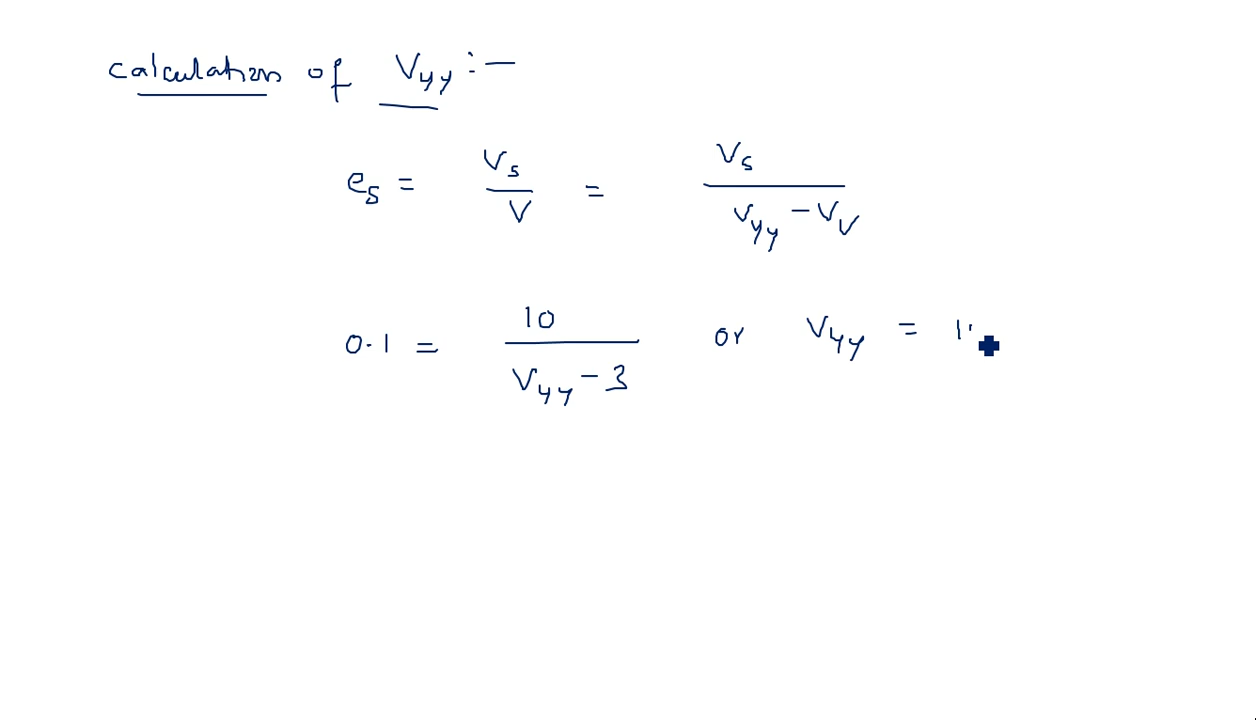 calculation of Vyy :-
es = Vs / V = Vs / Vyy - Vv
0.1 = 10 / Vyy - 3 or Vyy = 1